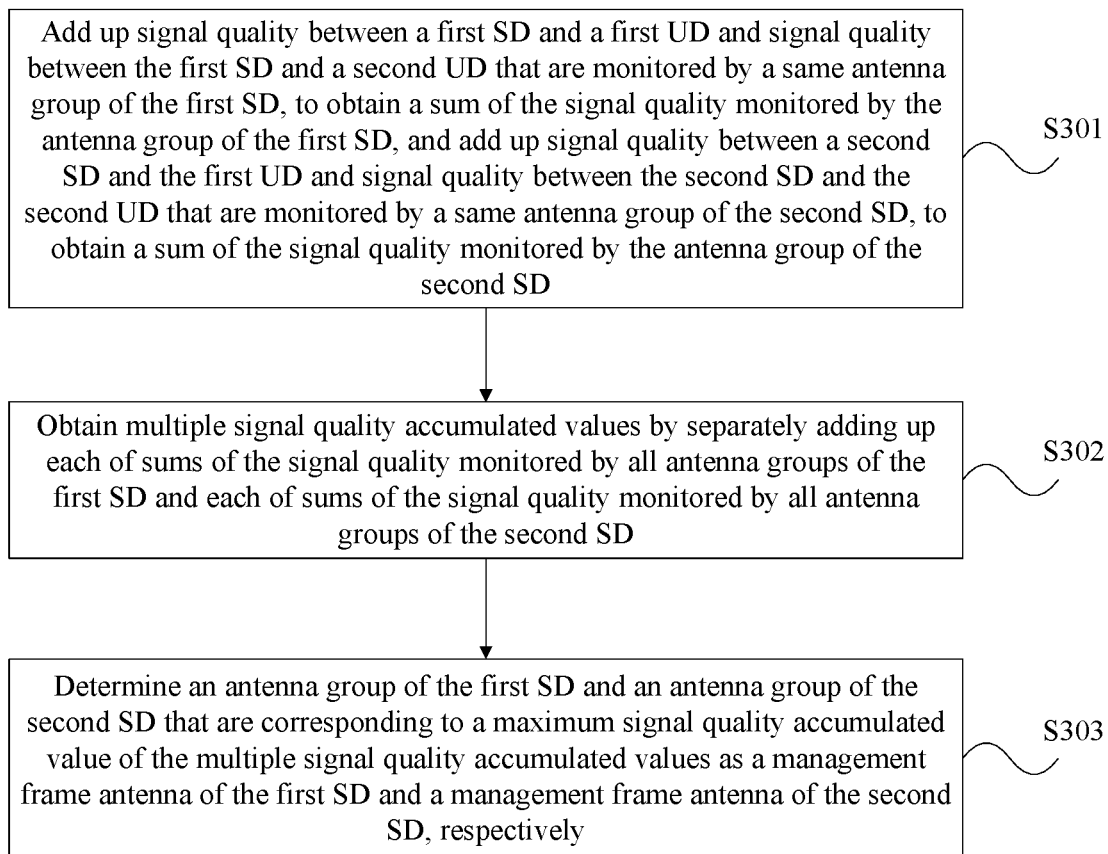 Add up signal quality between a first SD and a first UD and signal quality
between the first SD and a second UD that are monitored by a same antenna
group of the first SD, to obtain a sum of the signal quality monitored by the
antenna group of the first SD, and add up signal quality between a second
SD and the first UD and signal quality between the second SD and the
second UD that are monitored by a same antenna group of the second SD, to
obtain a sum of the signal quality monitored by the antenna group of the
second SD
S301
Obtain multiple signal quality accumulated values by separately adding up
each of sums of the signal quality monitored by all antenna groups of the
first SD and each of sums of the signal quality monitored by all antenna
groups of the second SD
S302
Determine an antenna group of the first SD and an antenna group of the
second SD that are corresponding to a maximum signal quality accumulated
value of the multiple signal quality accumulated values as a management
frame antenna of the first SD and a management frame antenna of the second
SD, respectively
S303